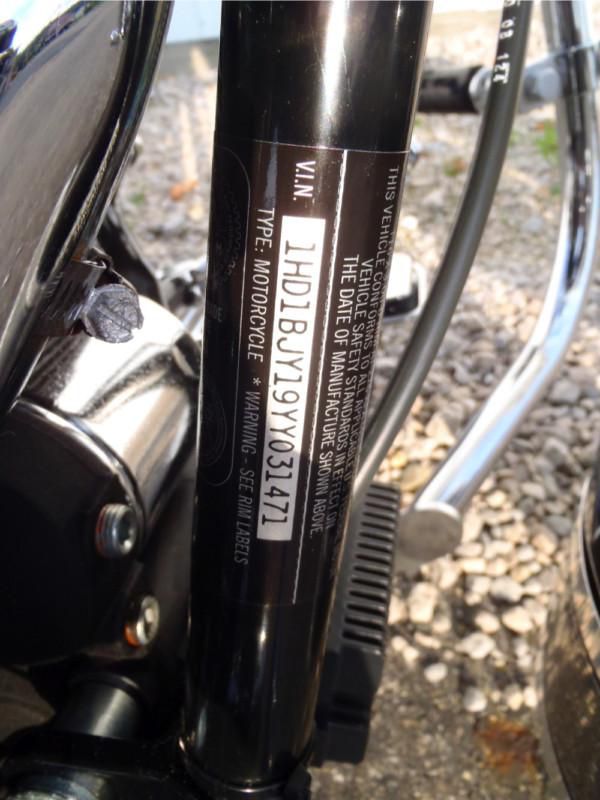 THIS VEHICLE CONFORMS TO ALL APPLICABLE
VEHICLE SAFETY STANDARDS IN EFFECT ON
THE DATE OF MANUFACTURE SHOWN ABOVE.
V.I.N. 1HD1BJY19YY031471
TYPE: MOTORCYCLE * WARNING - SEE RIM LABELS